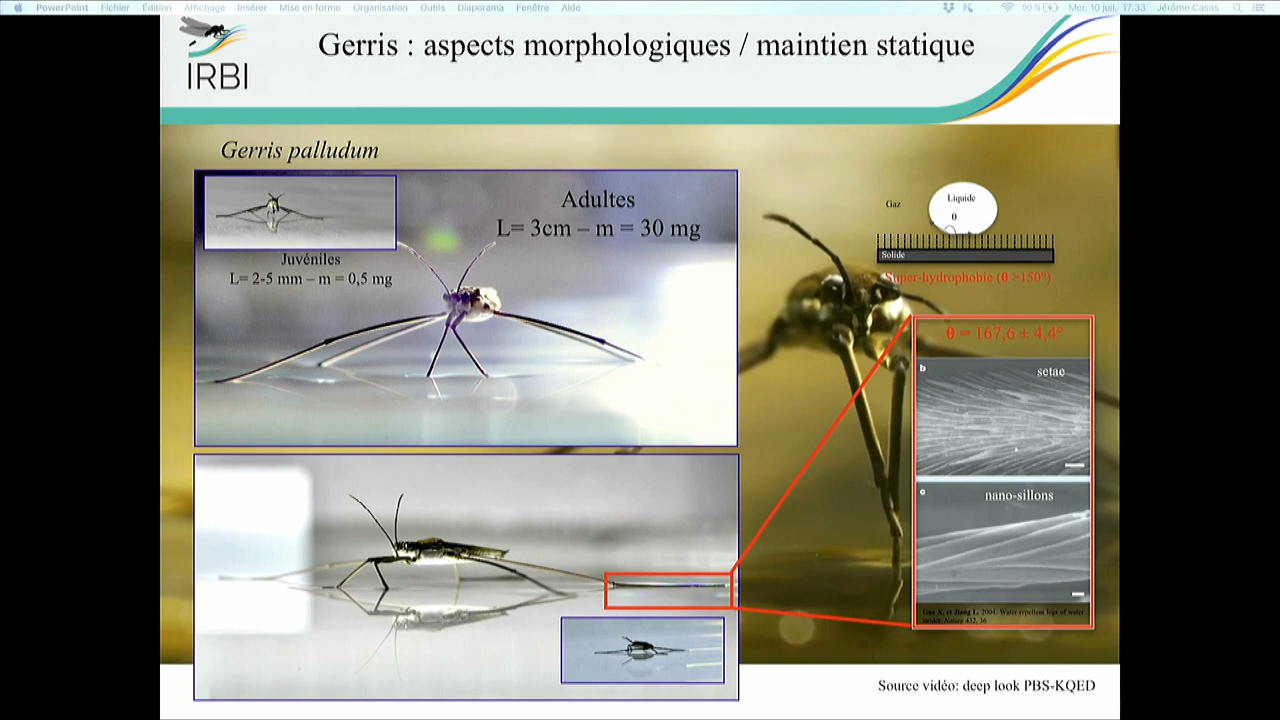 PowerPoint Fichier Édition Affichage Insérer Mise en forme Organisation Outils Diaporama Fenêtre Aide
90 % Mer. 10 juil. 17:33 Jérôme Casas
IRBI
Gerris : aspects morphologiques / maintien statique
Gerris palludum
Adultes
L= 3cm – m = 30 mg
Juvéniles
L= 2-5 mm – m = 0,5 mg
Gaz
Liquide
θ
Solide
Super-hydrophobie (θ >150°)
θ = 167,6 ± 4,4°
b
setae
c
nano-sillons
Gao X. et Jiang L. 2004. Water-repellent legs of water
strider. Nature 432, 36
Source vidéo: deep look PBS-KQED